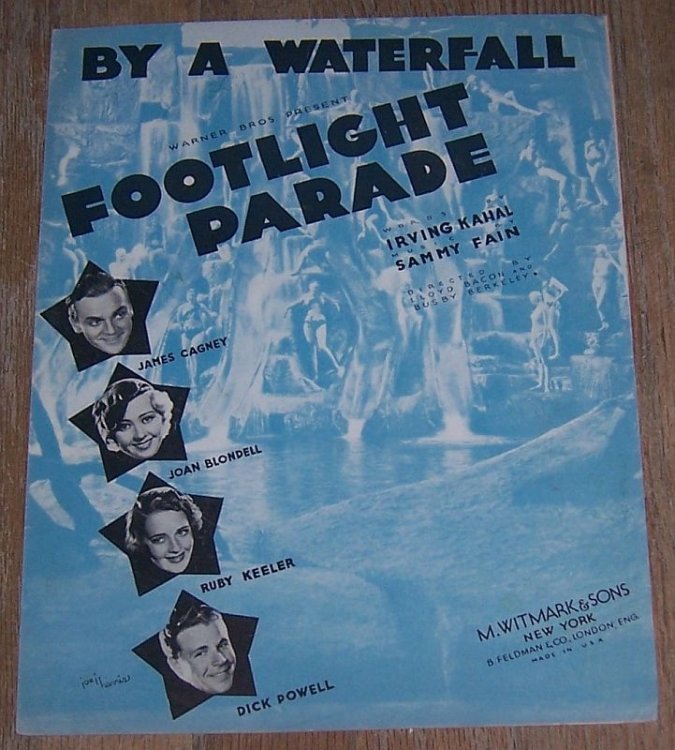 BY A WATERFALL
WARNER BROS. PRESENT
FOOTLIGHT
PARADE
WORDS BY
IRVING KAHAL
MUSIC BY
SAMMY FAIN
DIRECTED BY
LLOYD BACON AND
BUSBY BERKELEY
JAMES CAGNEY
JOAN BLONDELL
RUBY KEELER
DICK POWELL
M. WITMARK & SONS
NEW YORK
B. FELDMAN & CO., LONDON, ENG.
MADE IN U.S.A.